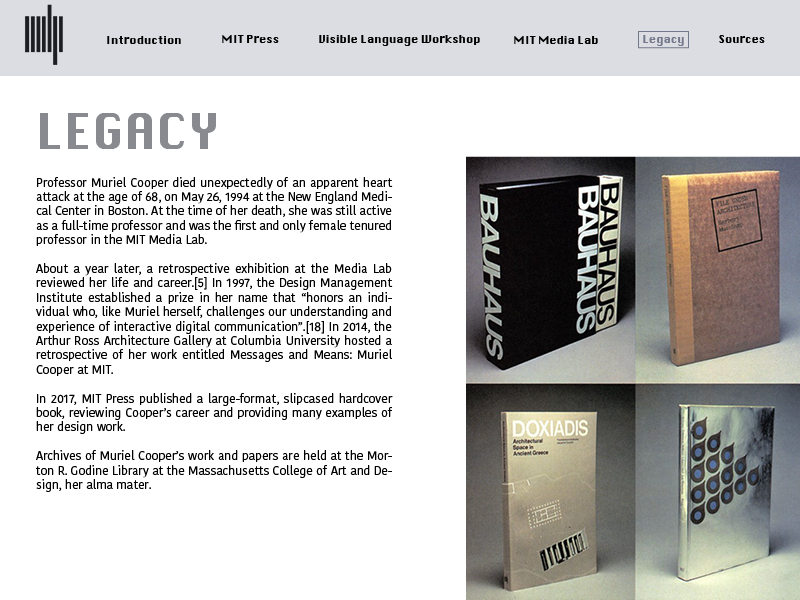 Introduction
MIT Press
Visible Language Workshop
MIT Media Lab
Legacy
Sources
LEGACY
Professor Muriel Cooper died unexpectedly of an apparent heart
attack at the age of 68, on May 26, 1994 at the New England Medi-
cal Center in Boston. At the time of her death, she was still active
as a full-time professor and was the first and only female tenured
professor in the MIT Media Lab.
About a year later, a retrospective exhibition at the Media Lab
reviewed her life and career.[5] In 1997, the Design Management
Institute established a prize in her name that “honors an indi-
vidual who, like Muriel herself, challenges our understanding and
experience of interactive digital communication”.[18] In 2014, the
Arthur Ross Architecture Gallery at Columbia University hosted a
retrospective of her work entitled Messages and Means: Muriel
Cooper at MIT.
In 2017, MIT Press published a large-format, slipcased hardcover
book, reviewing Cooper’s career and providing many examples of
her design work.
Archives of Muriel Cooper’s work and papers are held at the Mor-
ton R. Godine Library at the Massachusetts College of Art and De-
sign, her alma mater.
BAUHAUS
BAUHAUS
BAUHAUS
DOXIADIS
Architectural
Space in
Ancient Greece